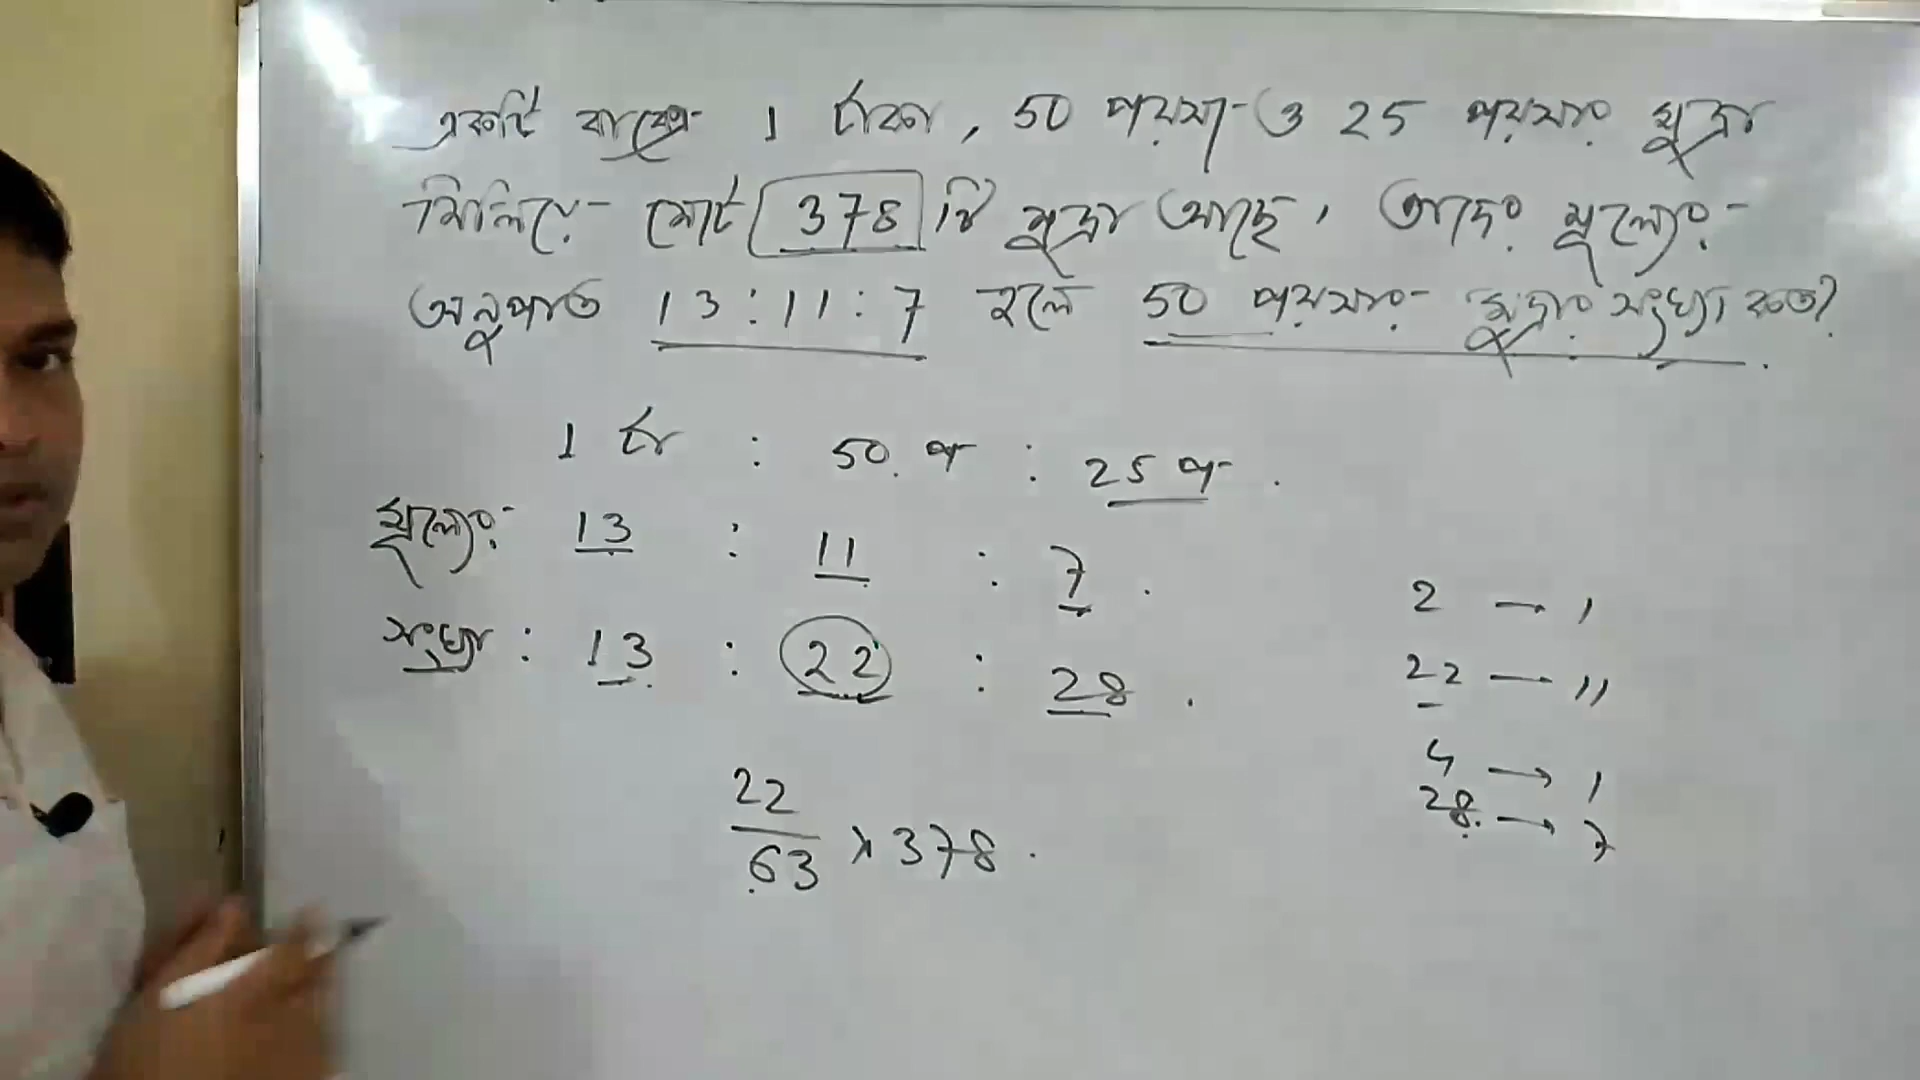 একটি বাক্সে 1 টাকা, 50 পয়সা ও 25 পয়সার মুদ্রা
মিলিয়ে মোট 378 টি মুদ্রা আছে, তাদের মূল্যের
অনুপাত 13:11:7 হলে 50 পয়সার মুদ্রার সংখ্যা কত?
1 টা : 50 প : 25 প
মূল্যের 13 : 11 : 7
সংখ্যা : 13 : 22 : 28
2 — 1
22 — 11
4 → 1
28 → 7
22/63 × 378